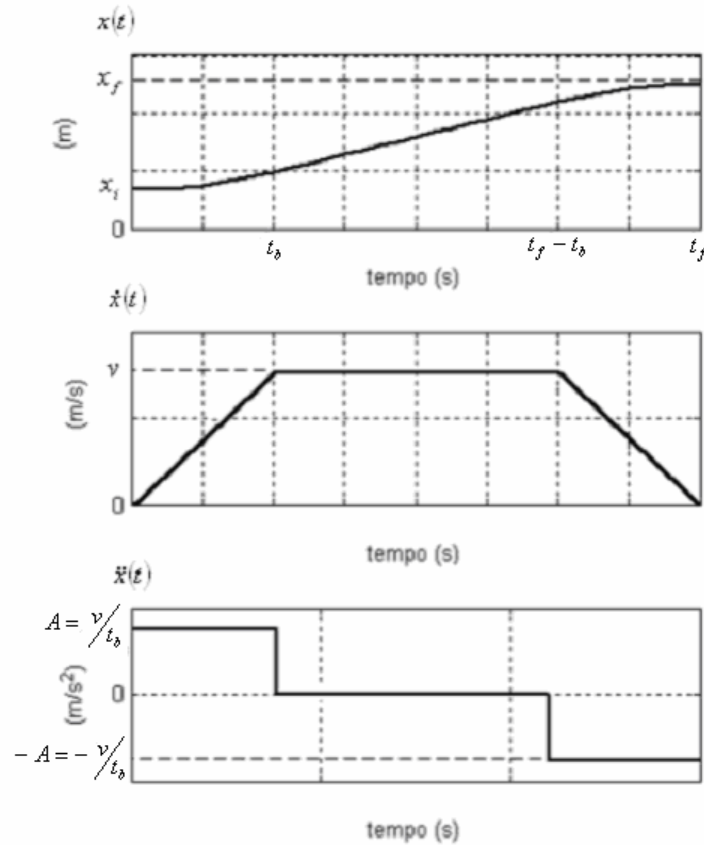 x(t)
x_f
(m)
x_i
0
t_b
t_f − t_b
t_f
tempo (s)
ẋ(t)
v
(m/s)
0
tempo (s)
ẍ(t)
A = v/t_b
(m/s²)
0
− A = − v/t_b
tempo (s)